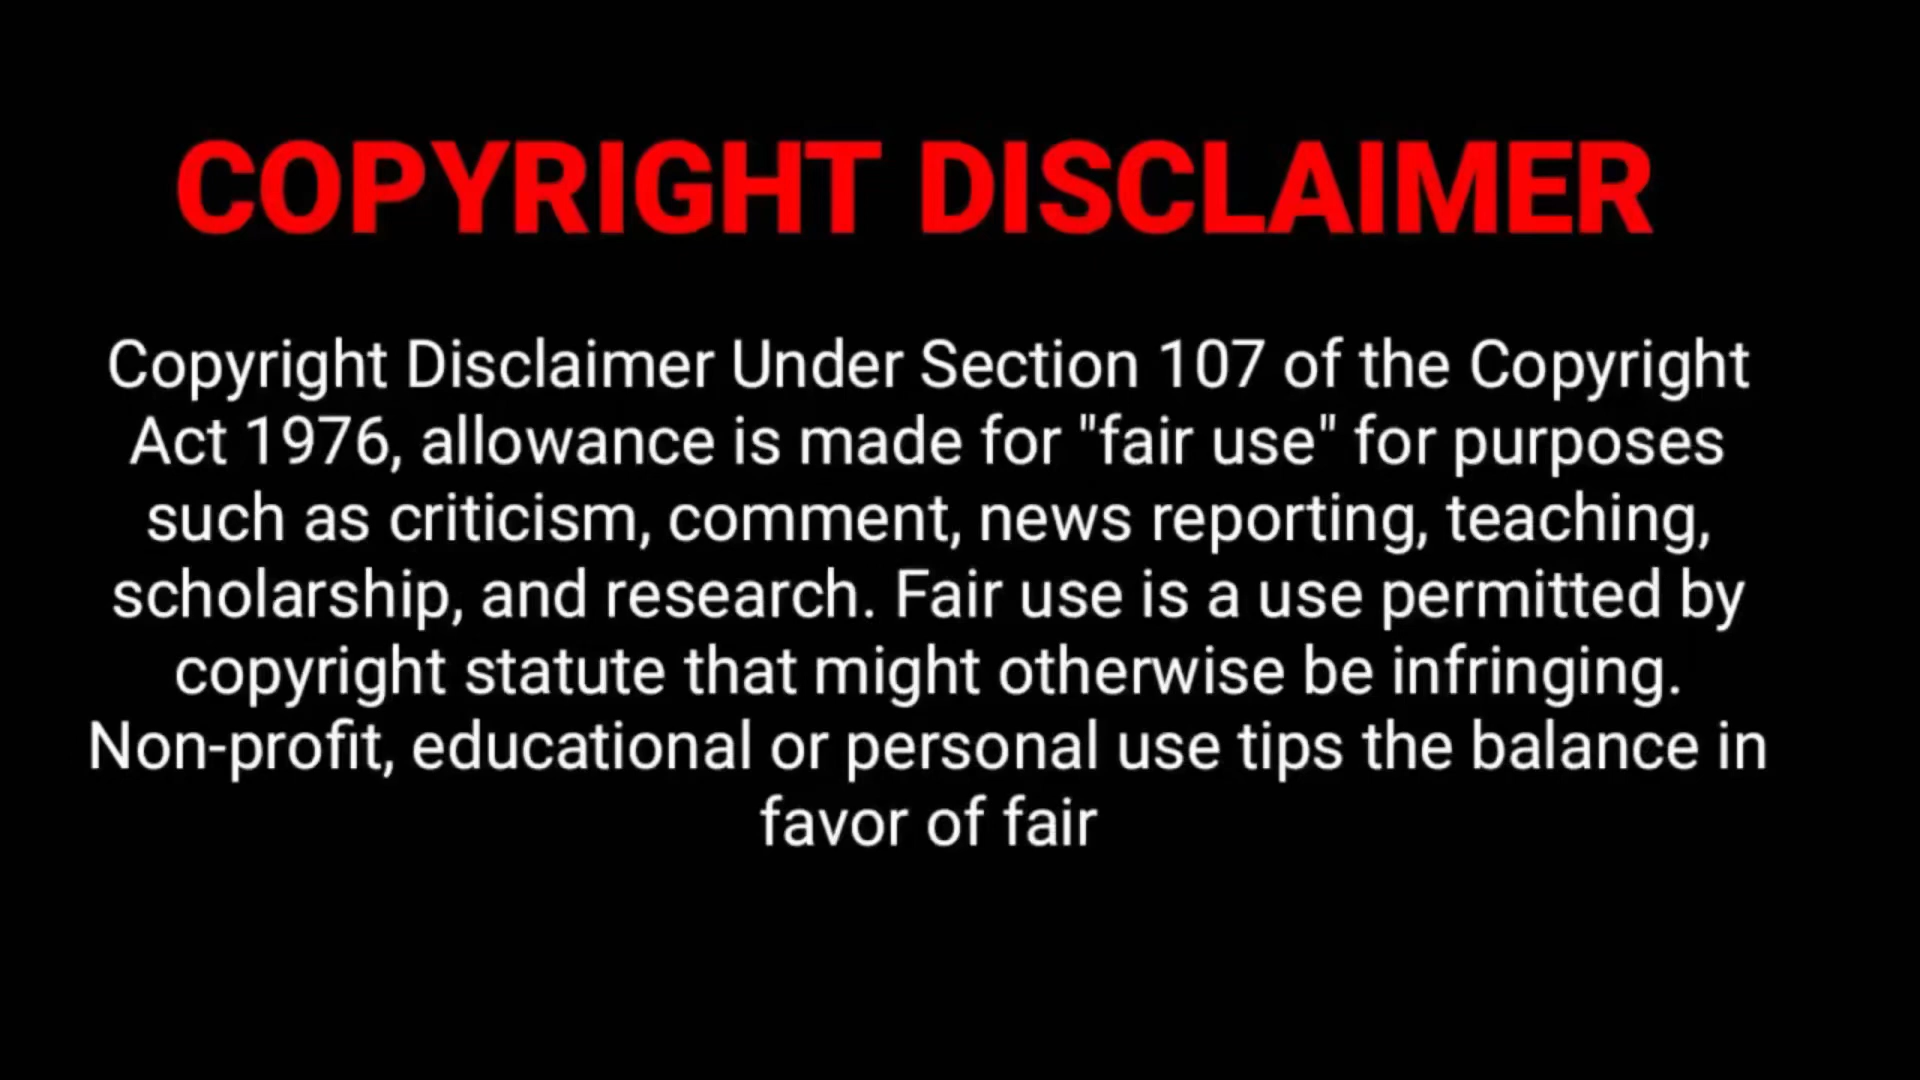 COPYRIGHT DISCLAIMER
Copyright Disclaimer Under Section 107 of the Copyright
Act 1976, allowance is made for "fair use" for purposes
such as criticism, comment, news reporting, teaching,
scholarship, and research. Fair use is a use permitted by
copyright statute that might otherwise be infringing.
Non-profit, educational or personal use tips the balance in
favor of fair